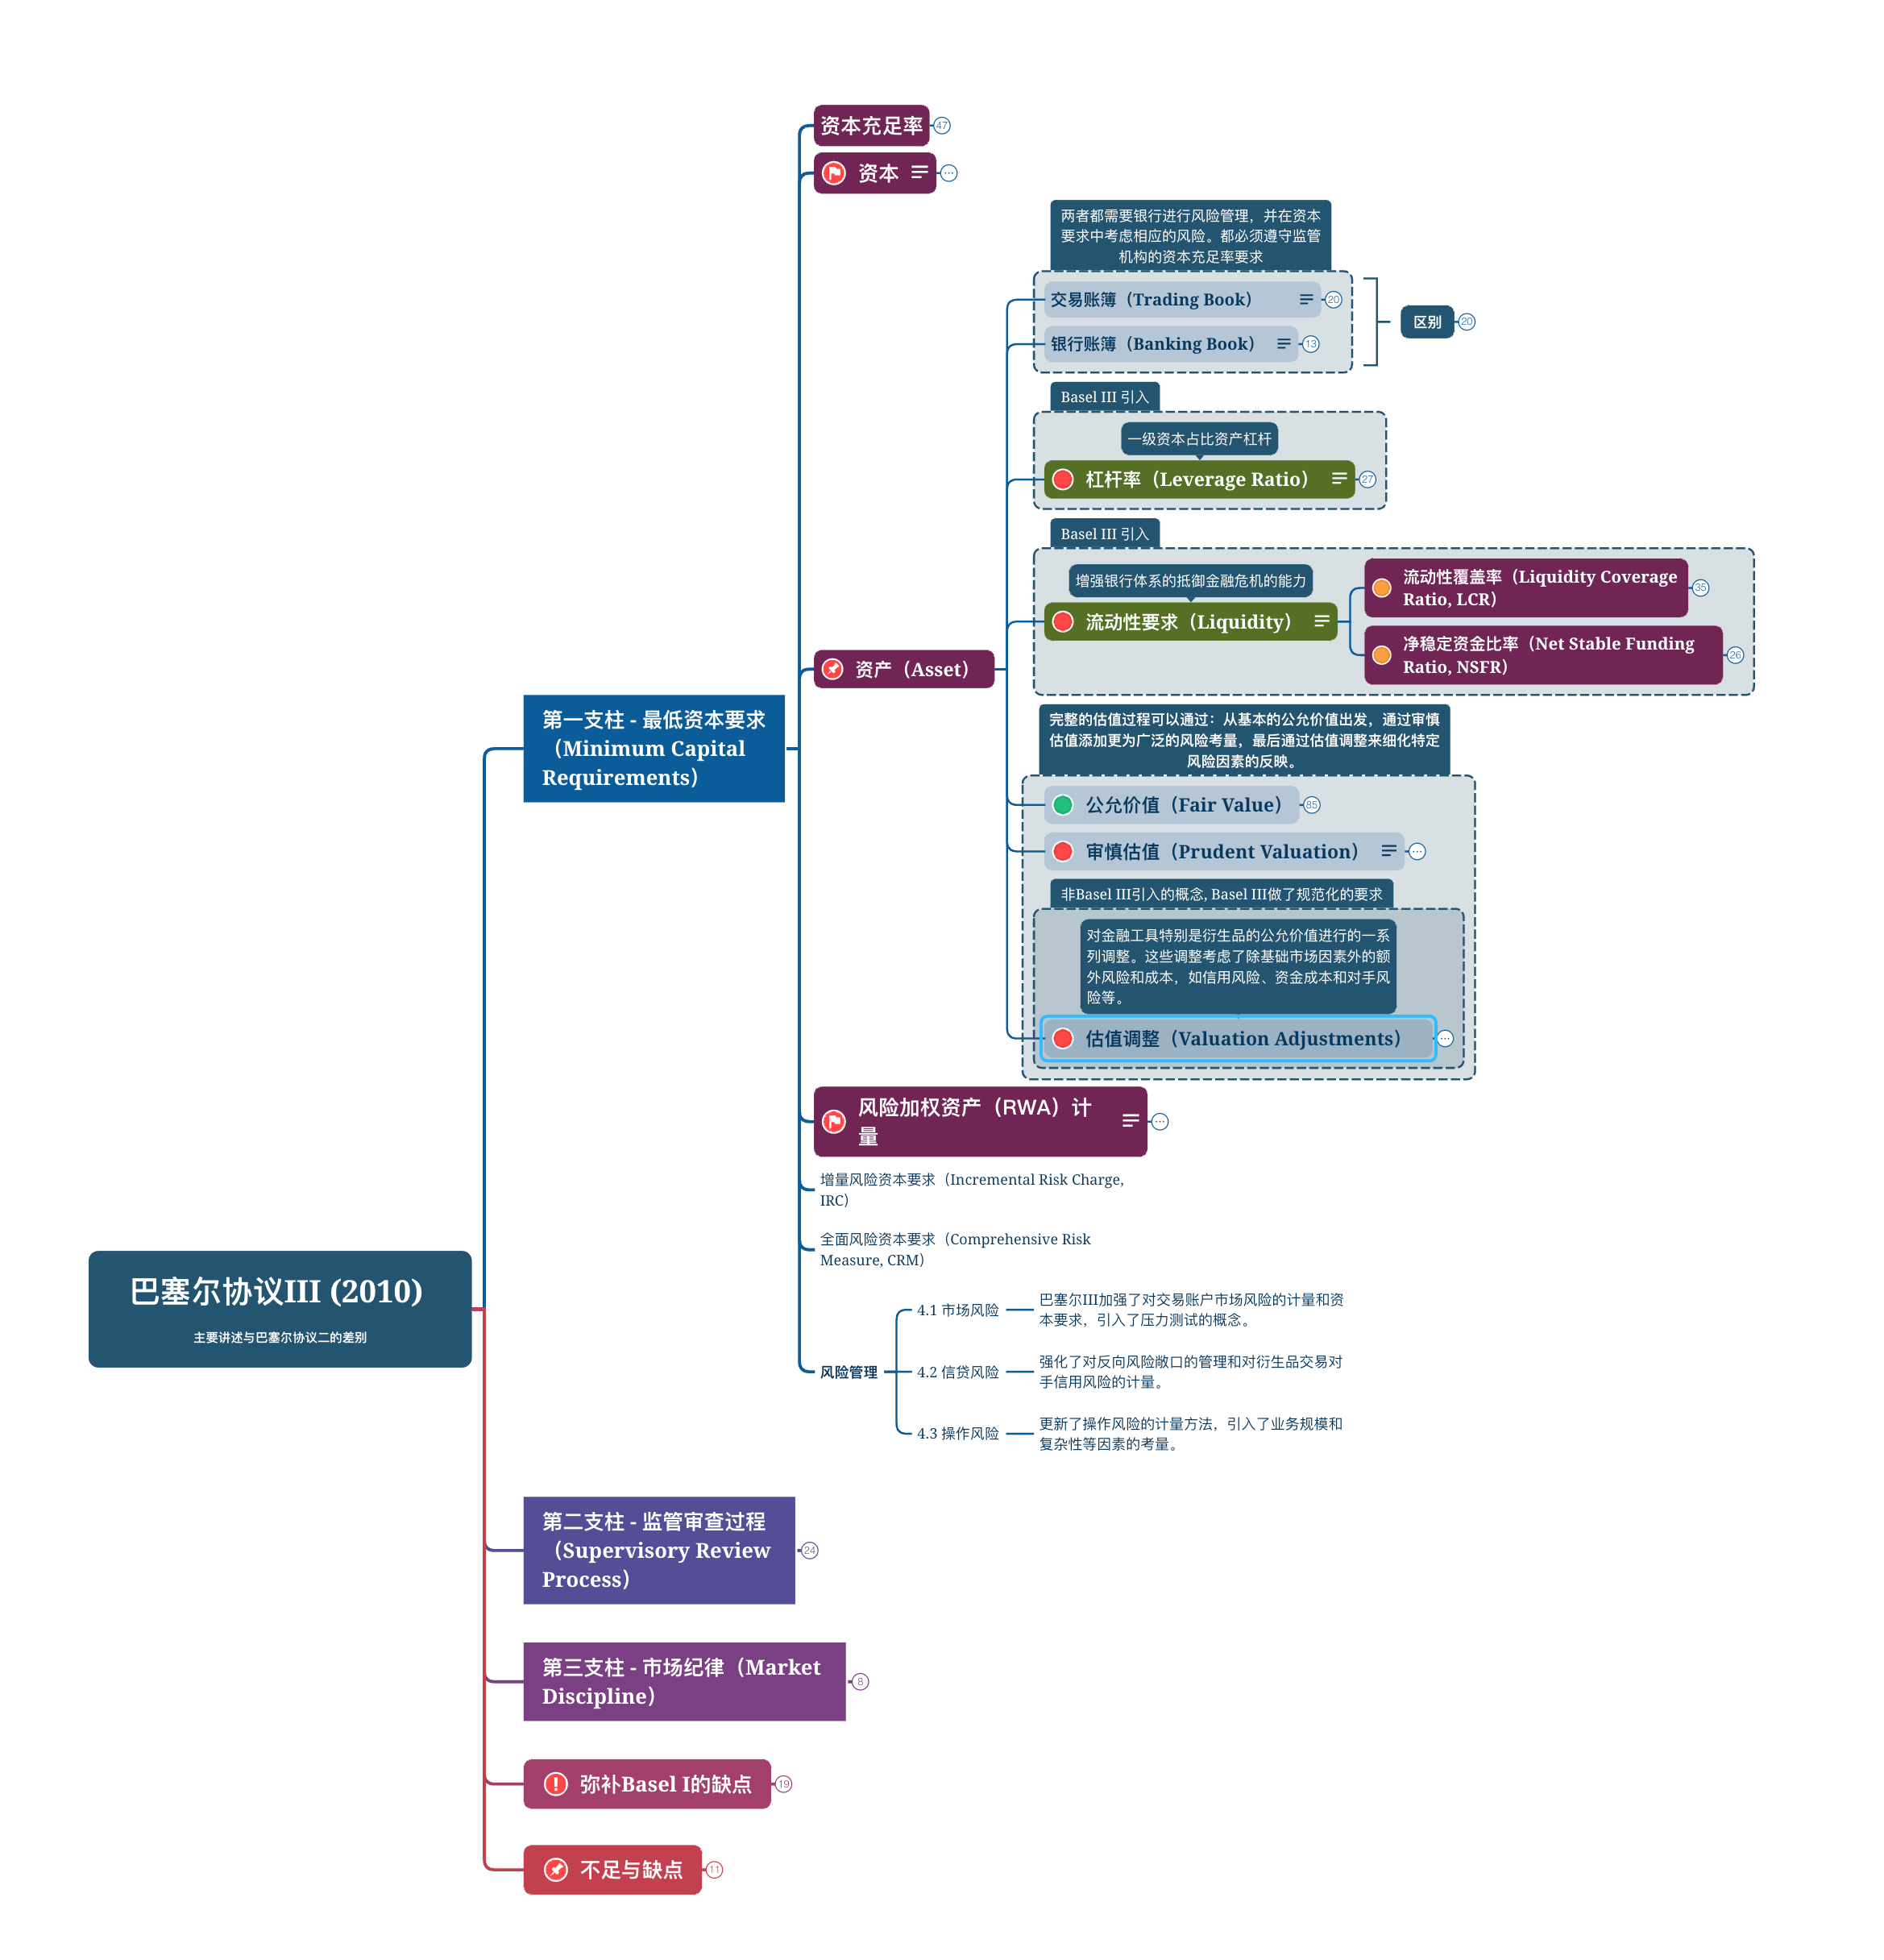 资本充足率 47
资本
两者都需要银行进行风险管理，并在资本
要求中考虑相应的风险。都必须遵守监管
机构的资本充足率要求
交易账簿（Trading Book） 20
银行账簿（Banking Book） 13
区别 20
Basel III 引入
一级资本占比资产杠杆
杠杆率（Leverage Ratio） 27
Basel III 引入
增强银行体系的抵御金融危机的能力
流动性要求（Liquidity）
流动性覆盖率（Liquidity Coverage
Ratio, LCR） 35
净稳定资金比率（Net Stable Funding
Ratio, NSFR） 26
资产（Asset）
第一支柱 - 最低资本要求
（Minimum Capital
Requirements）
完整的估值过程可以通过：从基本的公允价值出发，通过审慎
估值添加更为广泛的风险考量，最后通过估值调整来细化特定
风险因素的反映。
公允价值（Fair Value） 85
审慎估值（Prudent Valuation）
非Basel III引入的概念, Basel III做了规范化的要求
对金融工具特别是衍生品的公允价值进行的一系
列调整。这些调整考虑了除基础市场因素外的额
外风险和成本，如信用风险、资金成本和对手风
险等。
估值调整（Valuation Adjustments）
风险加权资产（RWA）计
量
增量风险资本要求（Incremental Risk Charge,
IRC）
全面风险资本要求（Comprehensive Risk
Measure, CRM）
巴塞尔协议III (2010)
主要讲述与巴塞尔协议二的差别
风险管理
4.1 市场风险
巴塞尔III加强了对交易账户市场风险的计量和资
本要求，引入了压力测试的概念。
4.2 信贷风险
强化了对反向风险敞口的管理和对衍生品交易对
手信用风险的计量。
4.3 操作风险
更新了操作风险的计量方法，引入了业务规模和
复杂性等因素的考量。
第二支柱 - 监管审查过程
（Supervisory Review
Process） 24
第三支柱 - 市场纪律（Market
Discipline） 8
弥补Basel I的缺点 19
不足与缺点 11